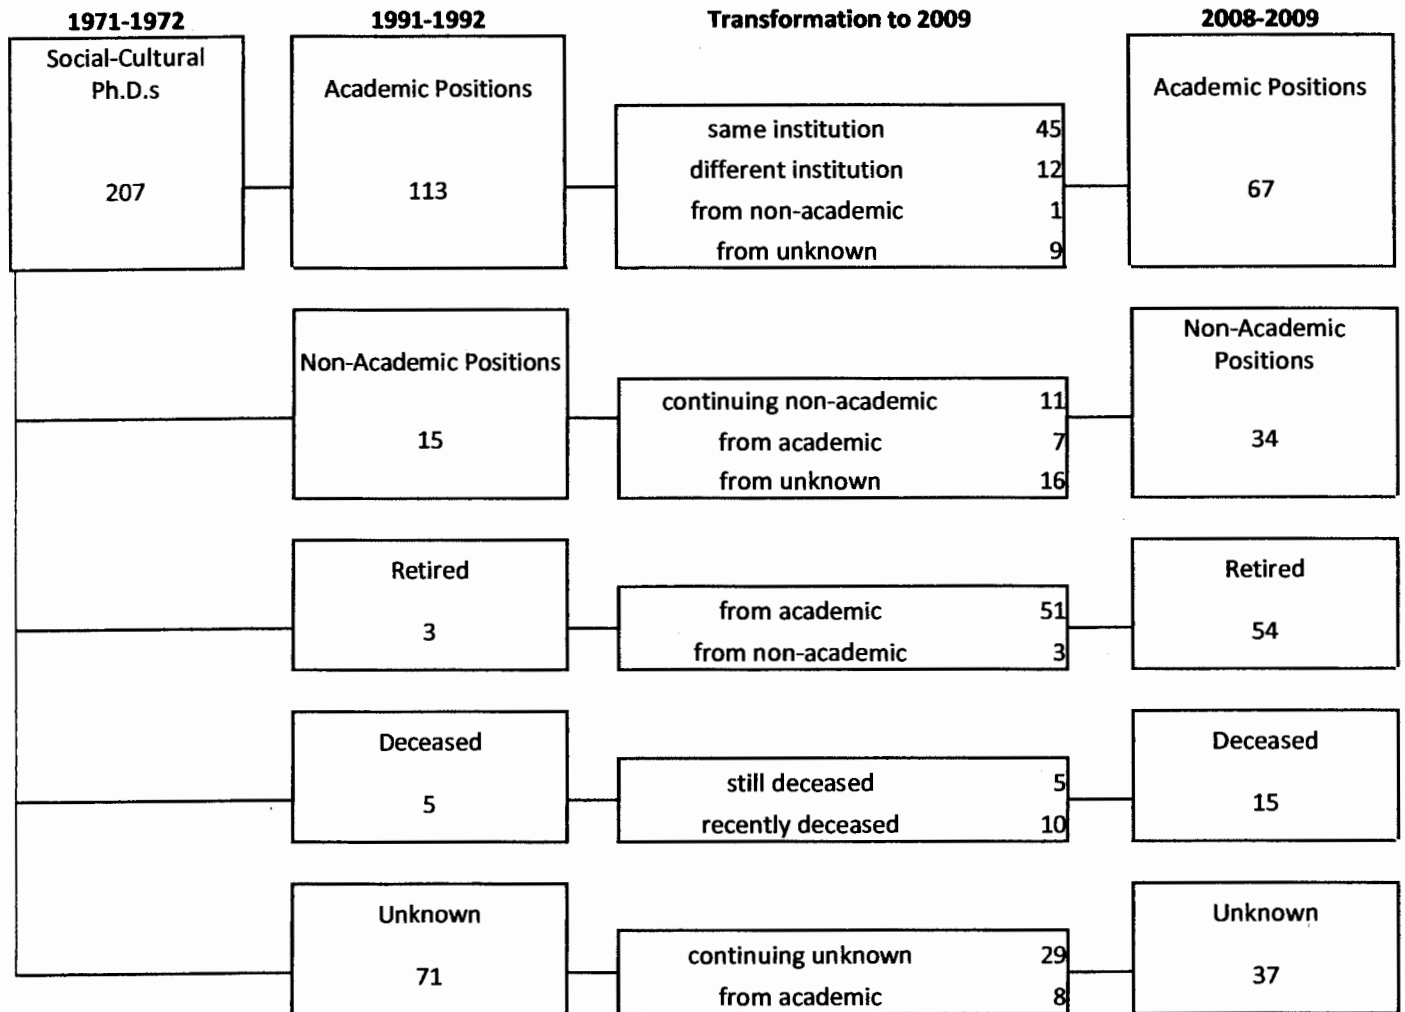 1971-1972 1991-1992 Transformation to 2009 2008-2009
Social-Cultural
Ph.D.s
207
Academic Positions
113
same institution 45
different institution 12
from non-academic 1
from unknown 9
Academic Positions
67
Non-Academic Positions
15
continuing non-academic 11
from academic 7
from unknown 16
Non-Academic
Positions
34
Retired
3
from academic 51
from non-academic 3
Retired
54
Deceased
5
still deceased 5
recently deceased 10
Deceased
15
Unknown
71
continuing unknown 29
from academic 8
Unknown
37